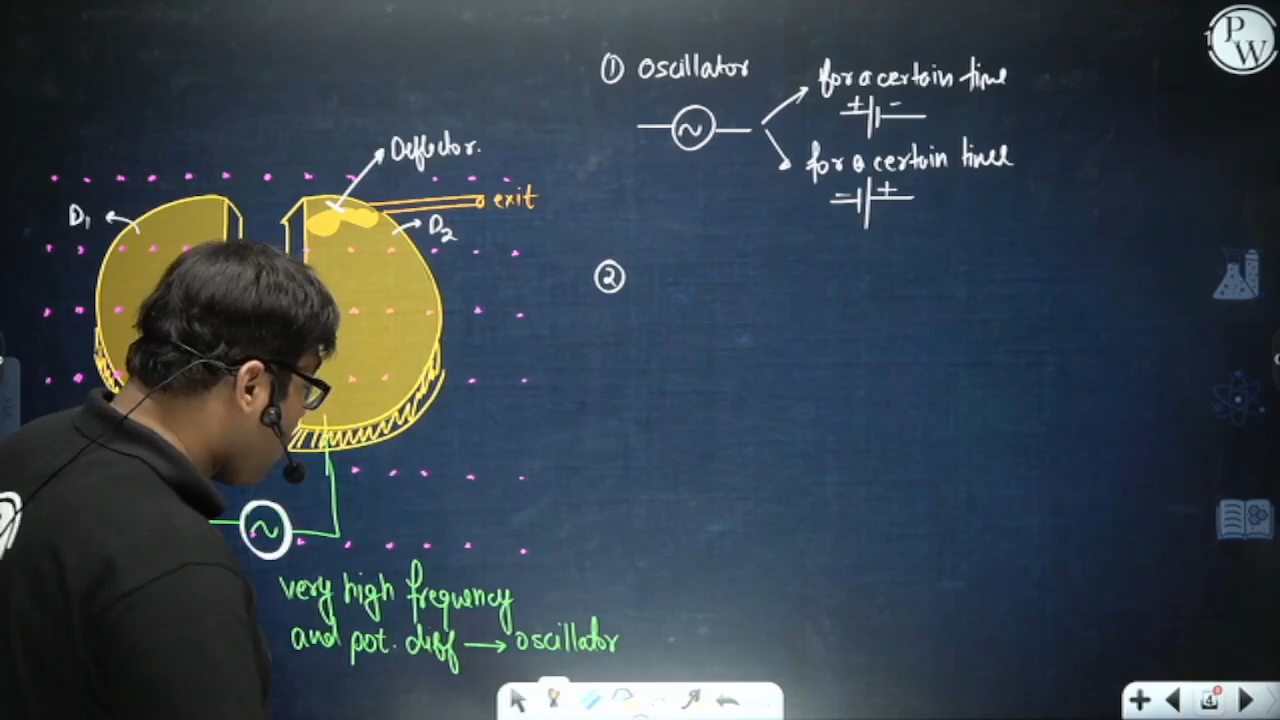 ① oscillator
for a certain time
+ -
for a certain time
- +
Deflector.
exit
D₁
D₂
②
very high frequency
and pot. diff → oscillator
PW
4